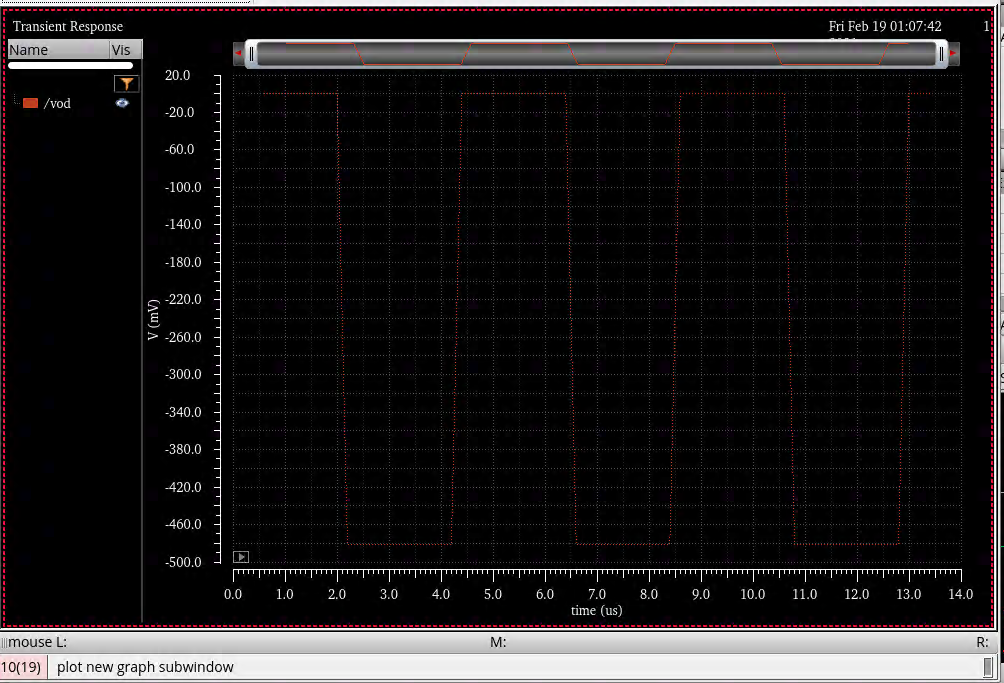 Transient Response
Fri Feb 19 01:07:42
1
Name Vis
/vod
20.0
-20.0
-60.0
-100.0
-140.0
-180.0
-220.0
-260.0
-300.0
-340.0
-380.0
-420.0
-460.0
-500.0
V (mV)
0.0 1.0 2.0 3.0 4.0 5.0 6.0 7.0 8.0 9.0 10.0 11.0 12.0 13.0 14.0
time (us)
mouse L: M: R:
10(19) plot new graph subwindow